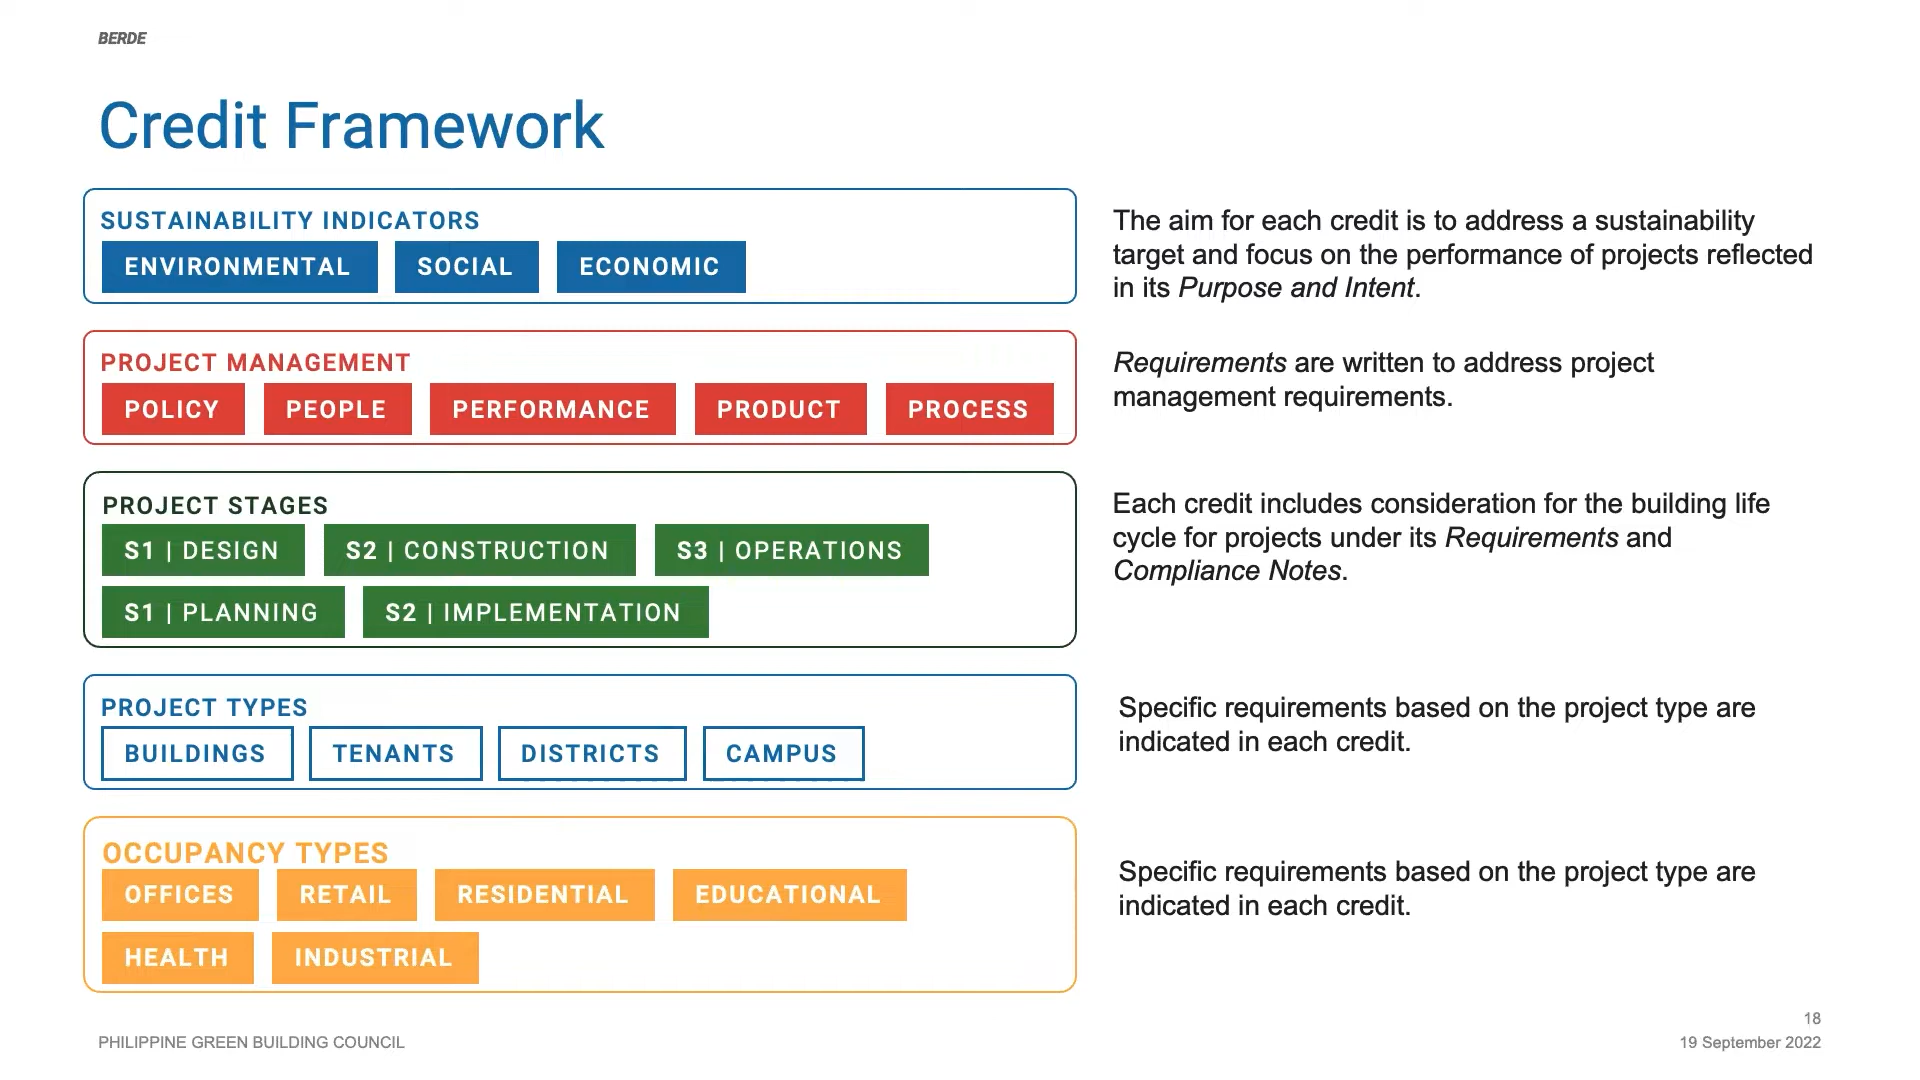 BERDE
Credit Framework
SUSTAINABILITY INDICATORS
ENVIRONMENTAL SOCIAL ECONOMIC
The aim for each credit is to address a sustainability
target and focus on the performance of projects reflected
in its Purpose and Intent.
PROJECT MANAGEMENT
POLICY PEOPLE PERFORMANCE PRODUCT PROCESS
Requirements are written to address project
management requirements.
PROJECT STAGES
S1 | DESIGN S2 | CONSTRUCTION S3 | OPERATIONS
S1 | PLANNING S2 | IMPLEMENTATION
Each credit includes consideration for the building life
cycle for projects under its Requirements and
Compliance Notes.
PROJECT TYPES
BUILDINGS TENANTS DISTRICTS CAMPUS
Specific requirements based on the project type are
indicated in each credit.
OCCUPANCY TYPES
OFFICES RETAIL RESIDENTIAL EDUCATIONAL
HEALTH INDUSTRIAL
Specific requirements based on the project type are
indicated in each credit.
18
PHILIPPINE GREEN BUILDING COUNCIL
19 September 2022